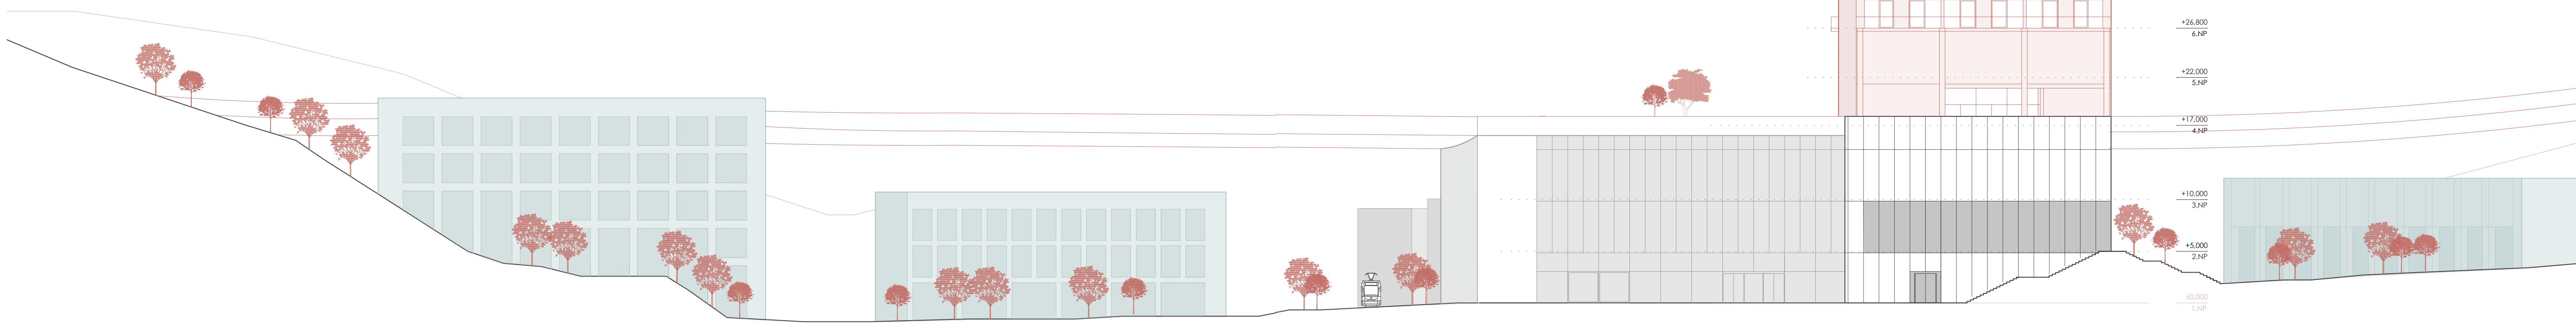 +26,800
6.NP
+22,000
5.NP
+17,000
4.NP
+10,000
3.NP
+5,000
2.NP
±0,000
1.NP